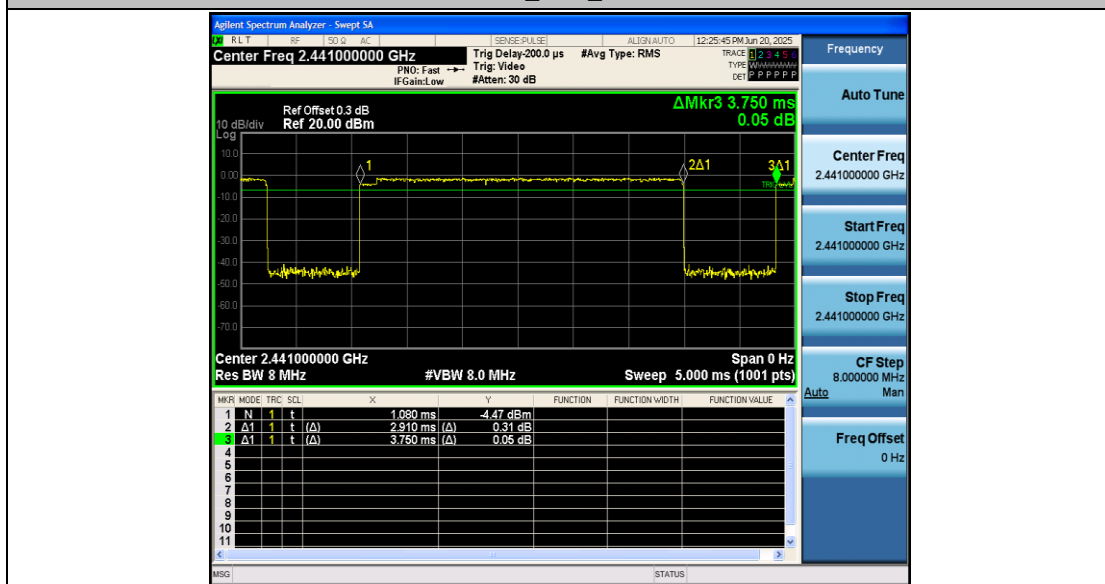 Agilent Spectrum Analyzer - Swept SA
RLT RF 50 Ω AC SENSE:PULSE ALIGNAUTO 12:25:45 PM Jun 20, 2025
Center Freq 2.441000000 GHz
PNO: Fast
IFGain:Low
Trig Delay-200.0 µs
Trig: Video
#Atten: 30 dB
#Avg Type: RMS
TRACE 1 2 3 4 5 6
TYPE
DET P P P P P P
Frequency
Auto Tune
Center Freq
2.441000000 GHz
Start Freq
2.441000000 GHz
Stop Freq
2.441000000 GHz
CF Step
8.000000 MHz
Auto Man
Freq Offset
0 Hz
ΔMkr3 3.750 ms
0.05 dB
Ref Offset 0.3 dB
10 dB/div Ref 20.00 dBm
Log
10.0
0.00
-10.0
-20.0
-30.0
-40.0
-50.0
-60.0
-70.0
1
2Δ1
3Δ1
Center 2.441000000 GHz Span 0 Hz
Res BW 8 MHz #VBW 8.0 MHz Sweep 5.000 ms (1001 pts)
MKR MODE TRC SCL X Y FUNCTION FUNCTION WIDTH FUNCTION VALUE
1 N 1 t 1.080 ms -4.47 dBm
2 Δ1 1 t (Δ) 2.910 ms (Δ) 0.31 dB
3 Δ1 1 t (Δ) 3.750 ms (Δ) 0.05 dB
4
5
6
7
8
9
10
11
MSG STATUS